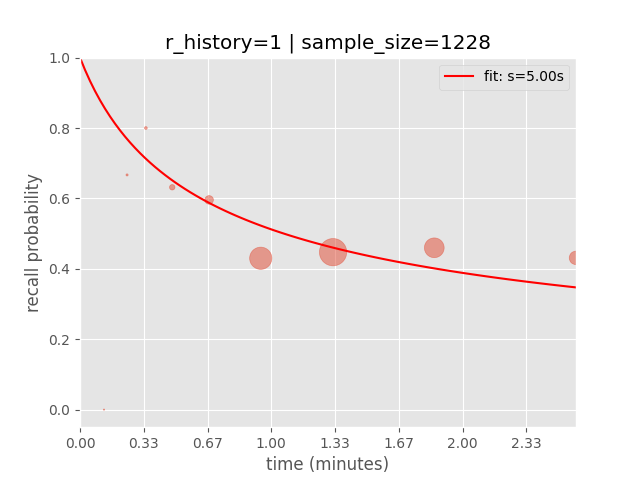 r_history=1 | sample_size=1228
fit: s=5.00s
1.0
0.8
0.6
0.4
0.2
0.0
recall probability
0.00 0.33 0.67 1.00 1.33 1.67 2.00 2.33
time (minutes)